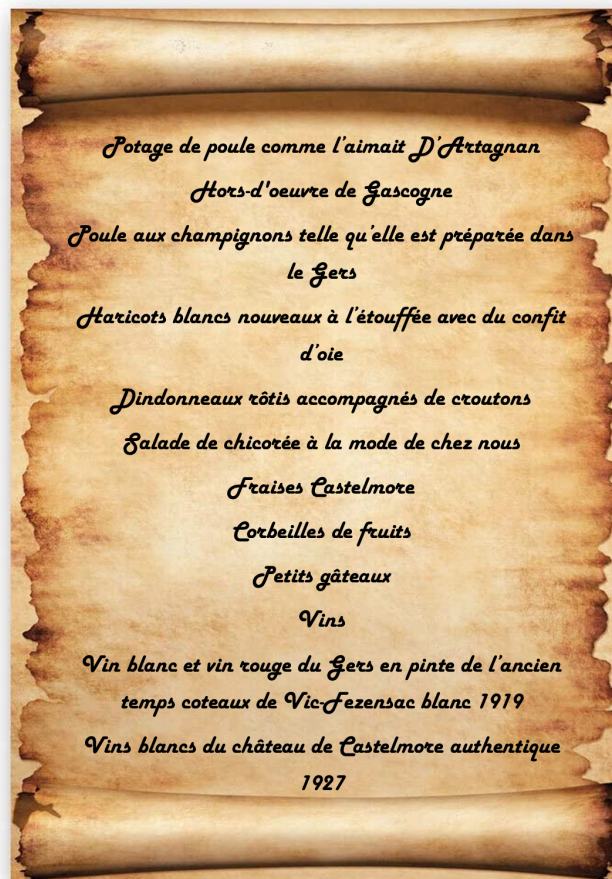 Potage de poule comme l'aimait D'Artagnan
Hors-d'oeuvre de Gascogne
Poule aux champignons telle qu'elle est préparée dans
le Gers
Haricots blancs nouveaux à l'étouffée avec du confit
d'oie
Dindonneaux rôtis accompagnés de croutons
Salade de chicorée à la mode de chez nous
Fraises Castelmore
Corbeilles de fruits
Petits gâteaux
Vins
Vin blanc et vin rouge du Gers en pinte de l'ancien
temps coteaux de Vic-Fezensac blanc 1919
Vins blancs du château de Castelmore authentique
1927